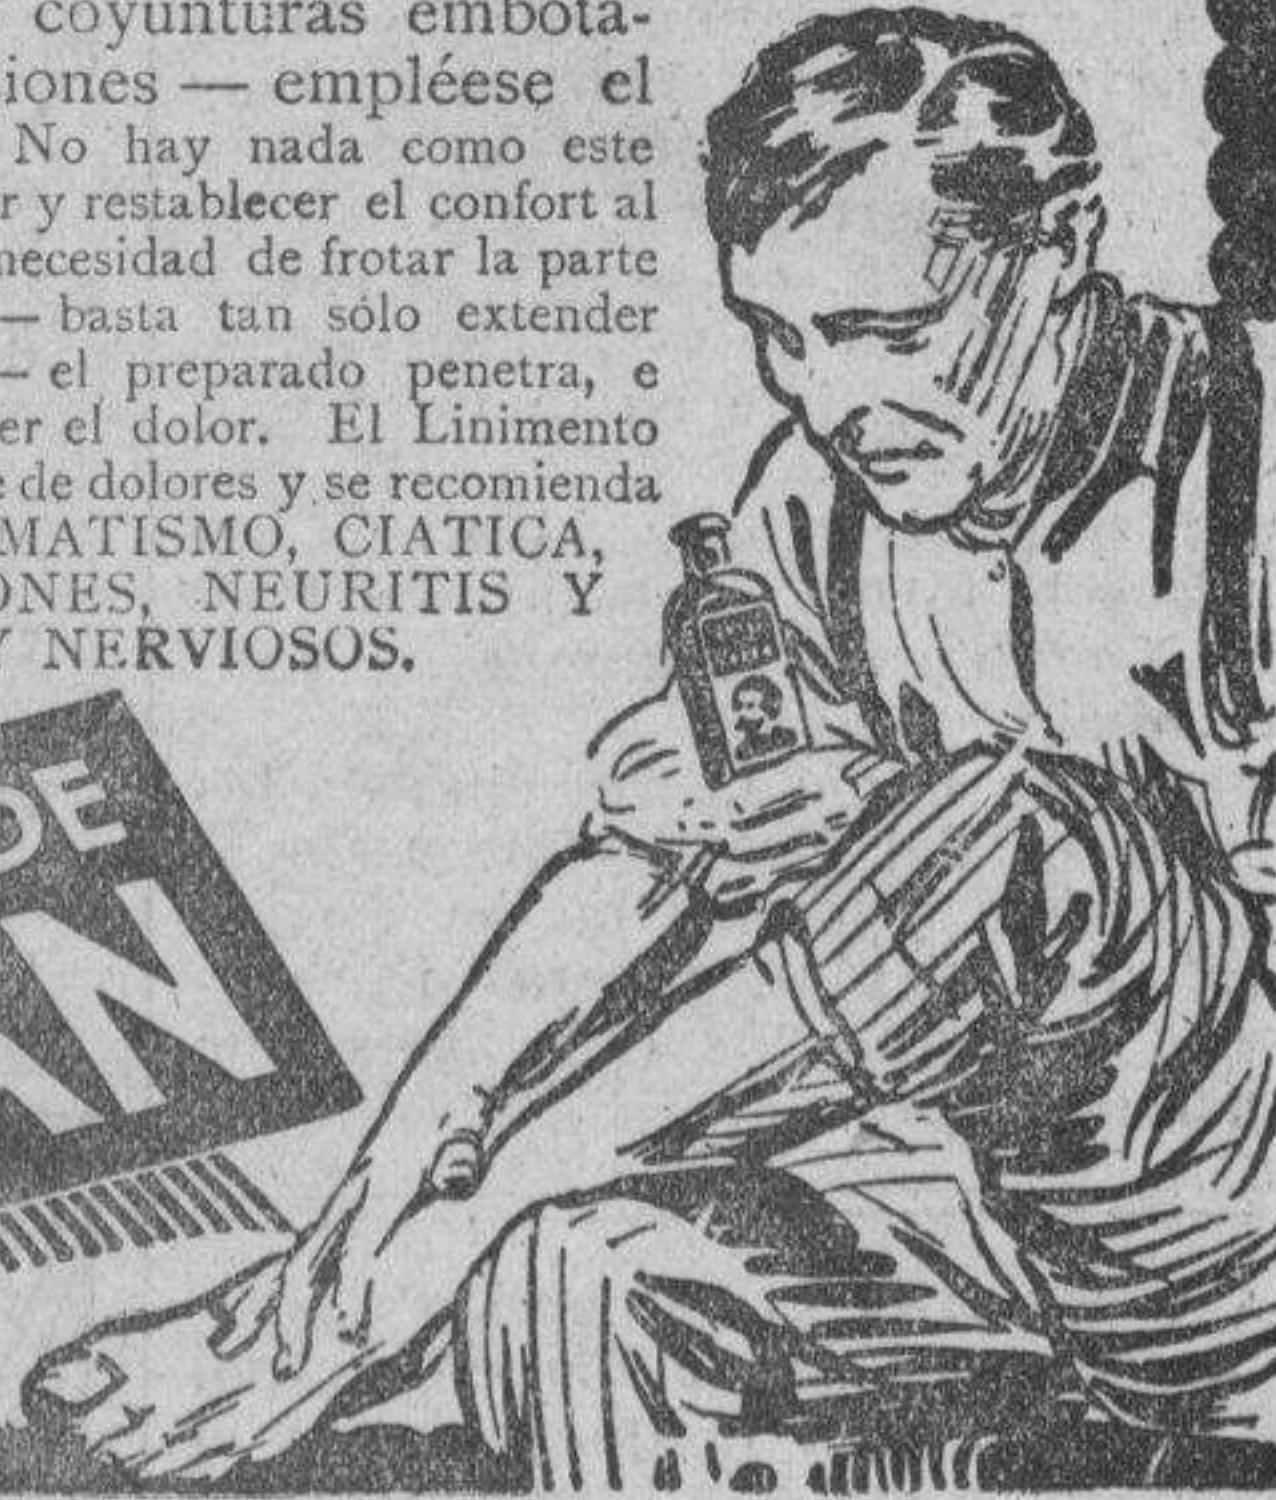 coyunturas embota-
iones — empléese el
No hay nada como este
r y restablecer el confort al
necesidad de frotar la parte
— basta tan sólo extender
— el preparado penetra, e
er el dolor. El Linimento
e de dolores y se recomienda
MATISMO, CIATICA,
ONES, NEURITIS Y
Y NERVIOSOS.
DE
AN